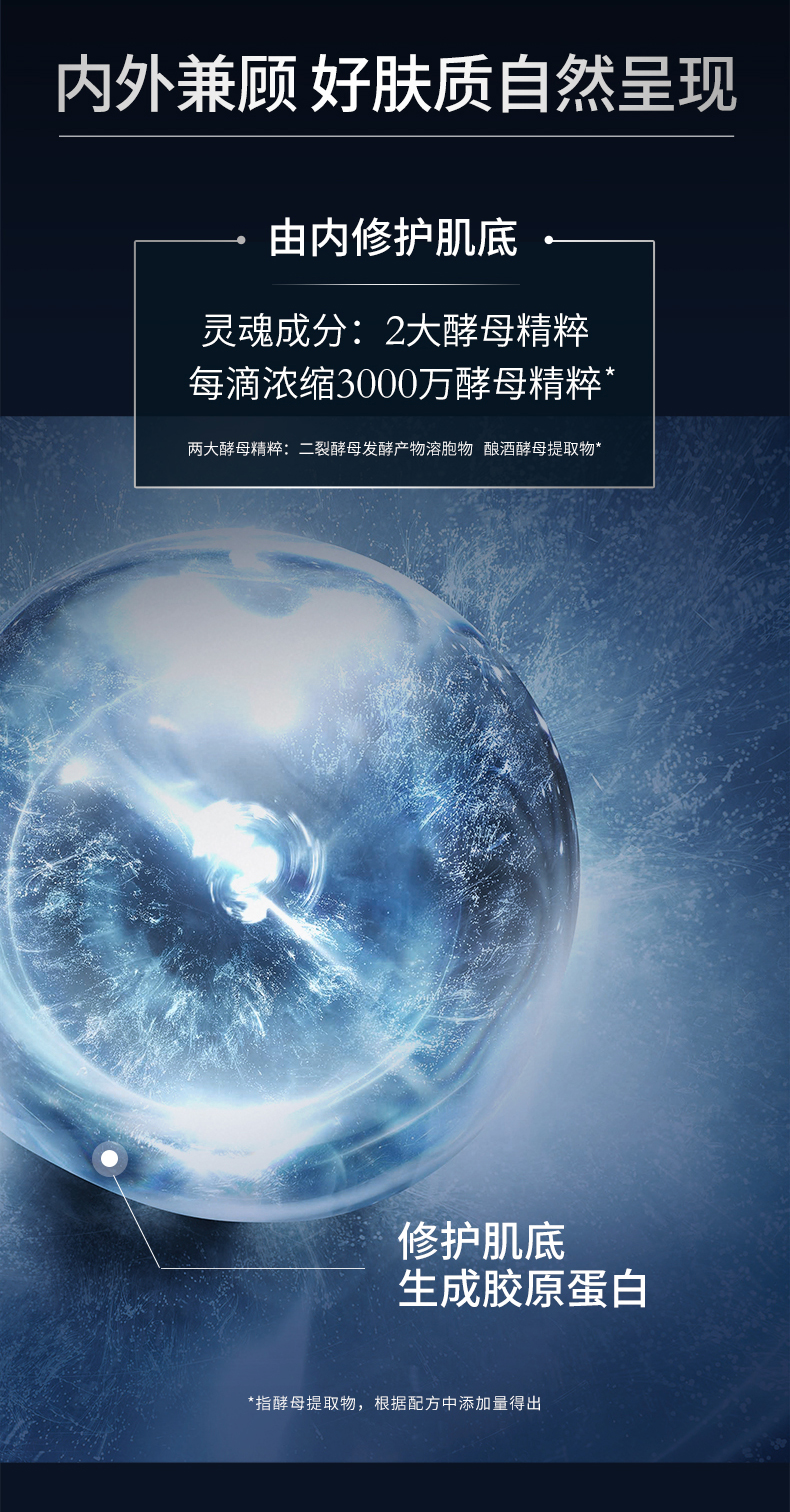 内外兼顾 好肤质自然呈现
由内修护肌底
灵魂成分：2大酵母精粹
每滴浓缩3000万酵母精粹*
两大酵母精粹：二裂酵母发酵产物溶胞物 酿酒酵母提取物*
修护肌底
生成胶原蛋白
*指酵母提取物，根据配方中添加量得出